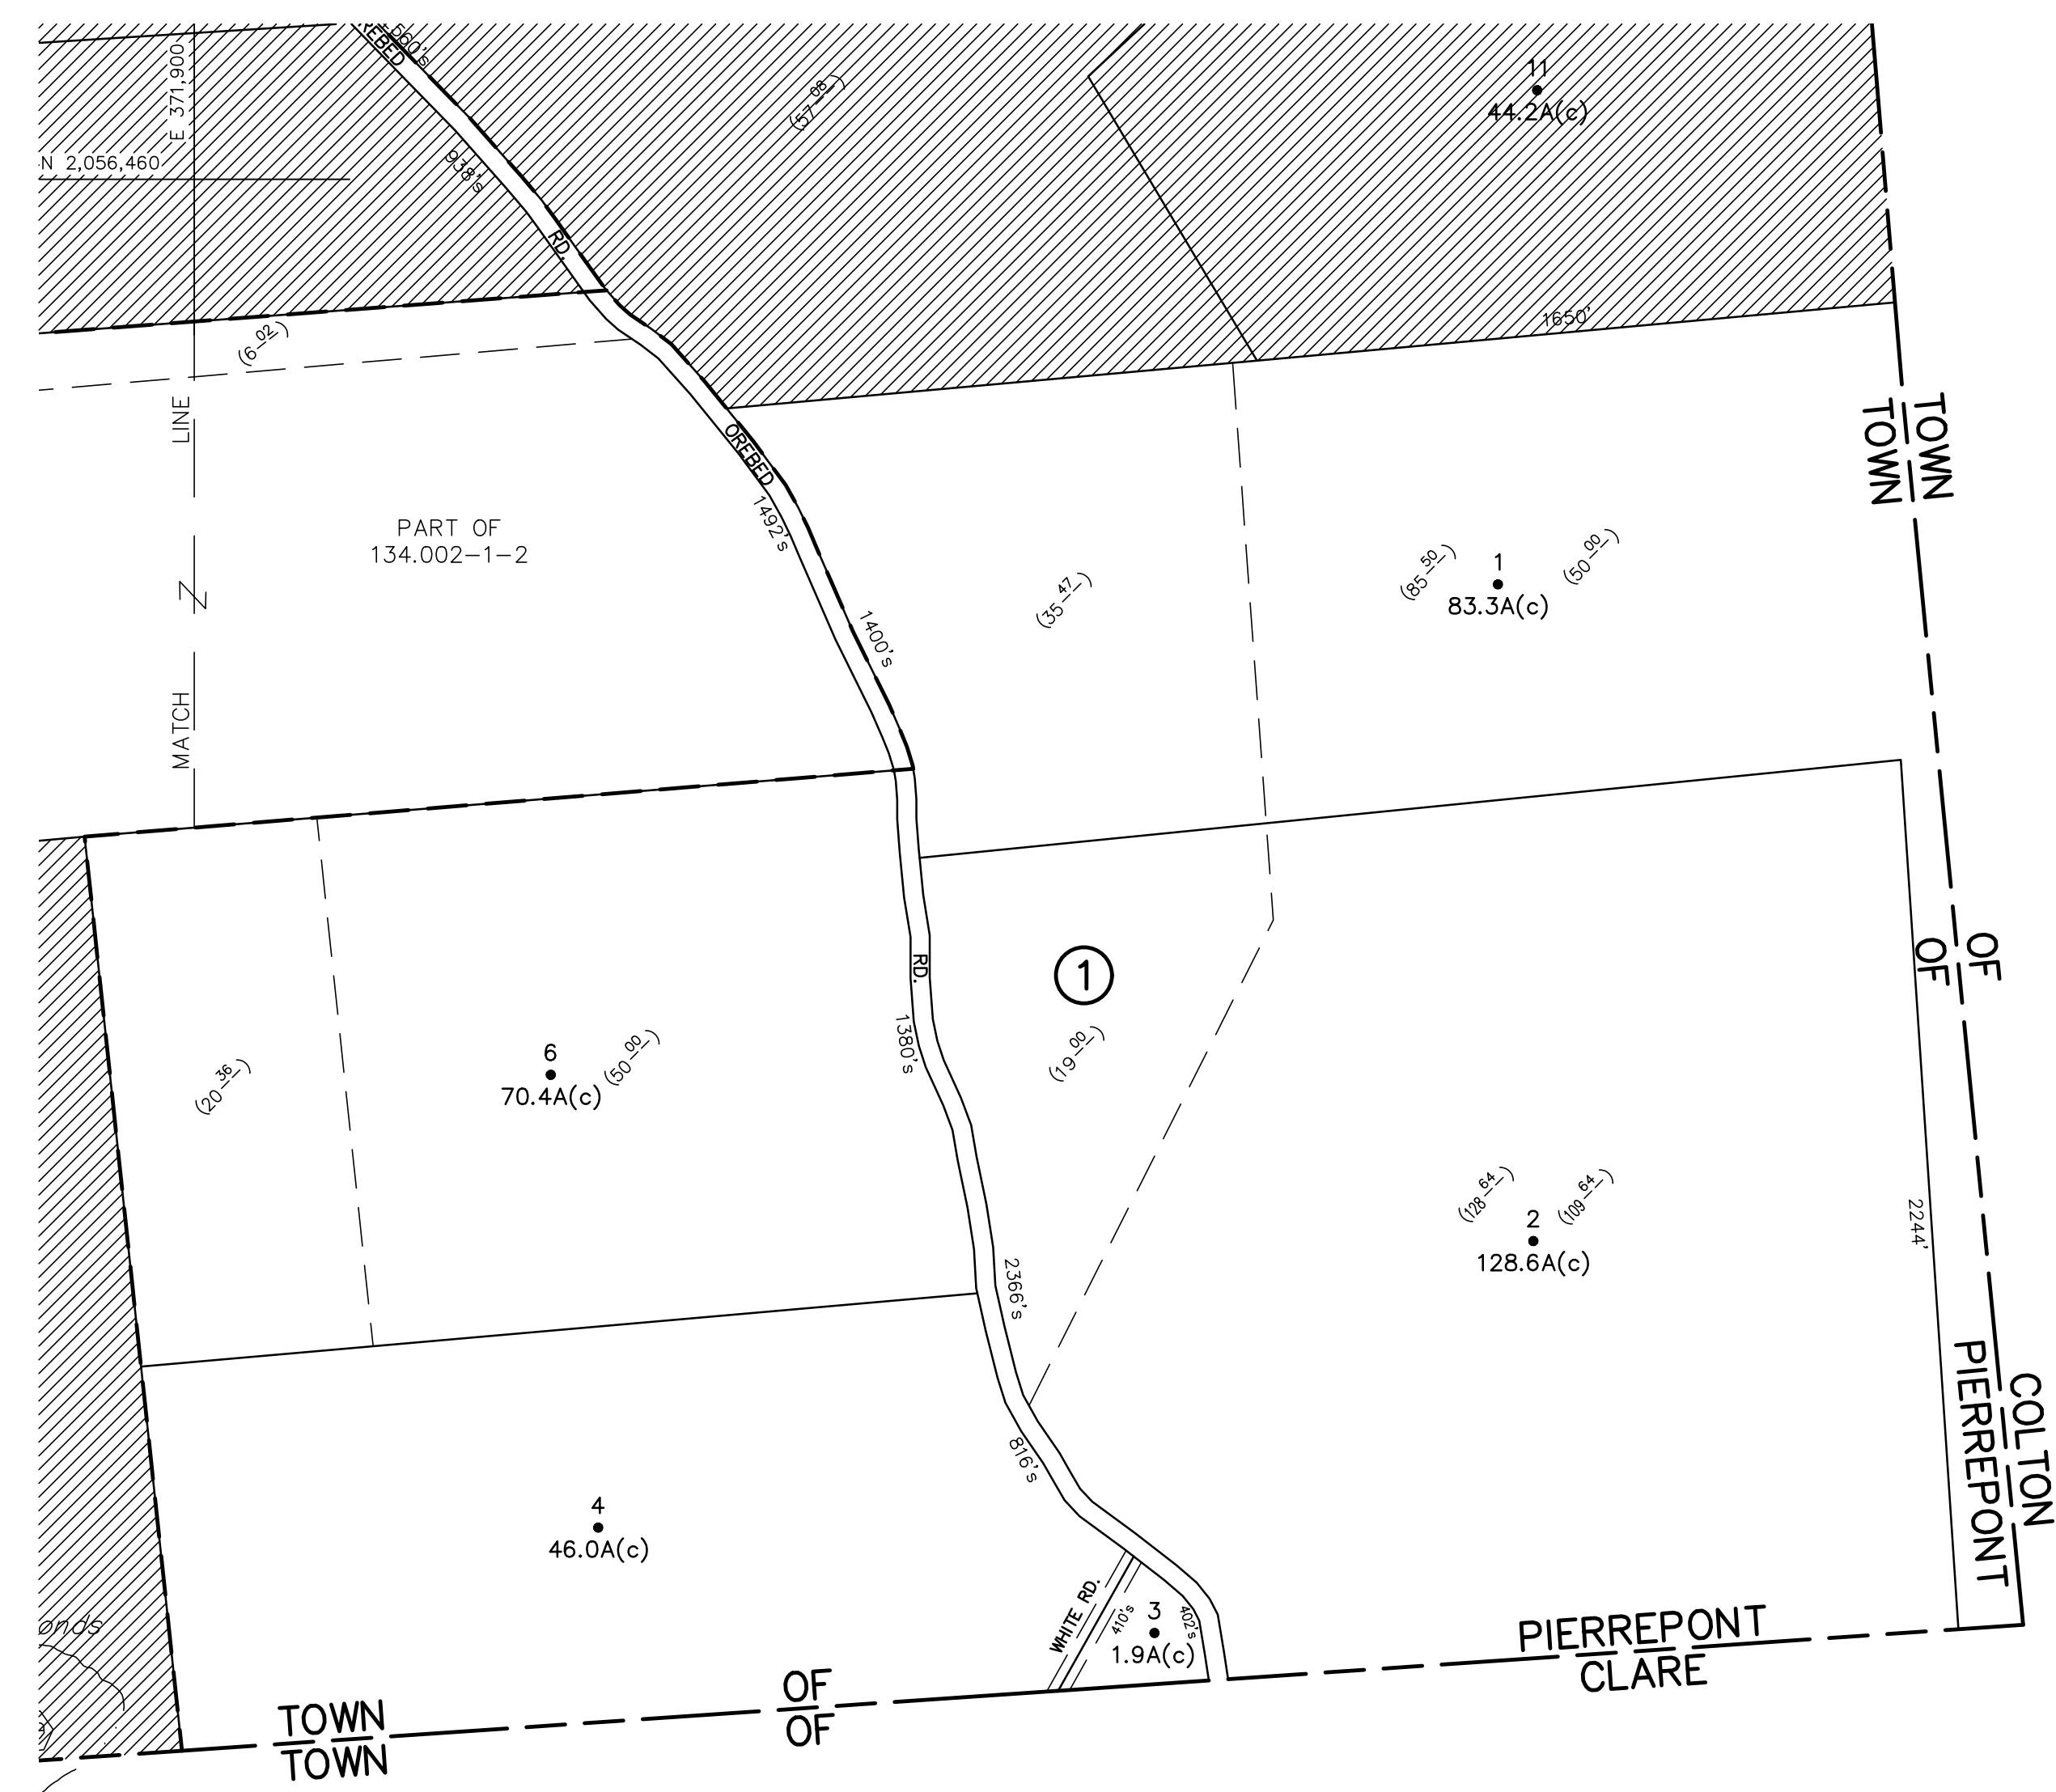 560's
REBED
938's
RD.
E 371,900
N 2,056,460
(57 08)
11
44.2A(c)
1650'
(6 02)
LINE
MATCH
PART OF
134.002-1-2
OREBED
1492's
1400's
(35 47)
(85 50)
1
83.3A(c)
(50 00)
TOWN
TOWN
OF
OF
COLTON
PIERREPONT
RD.
1380's
1
(19 00)
(20 36)
6
70.4A(c)
(50 00)
(128 64)
(109 64)
2
128.6A(c)
2244'
2366's
816's
4
46.0A(c)
WHITE RD.
410's
3
1.9A(c)
402's
onds
PIERREPONT
CLARE
OF
OF
TOWN
TOWN